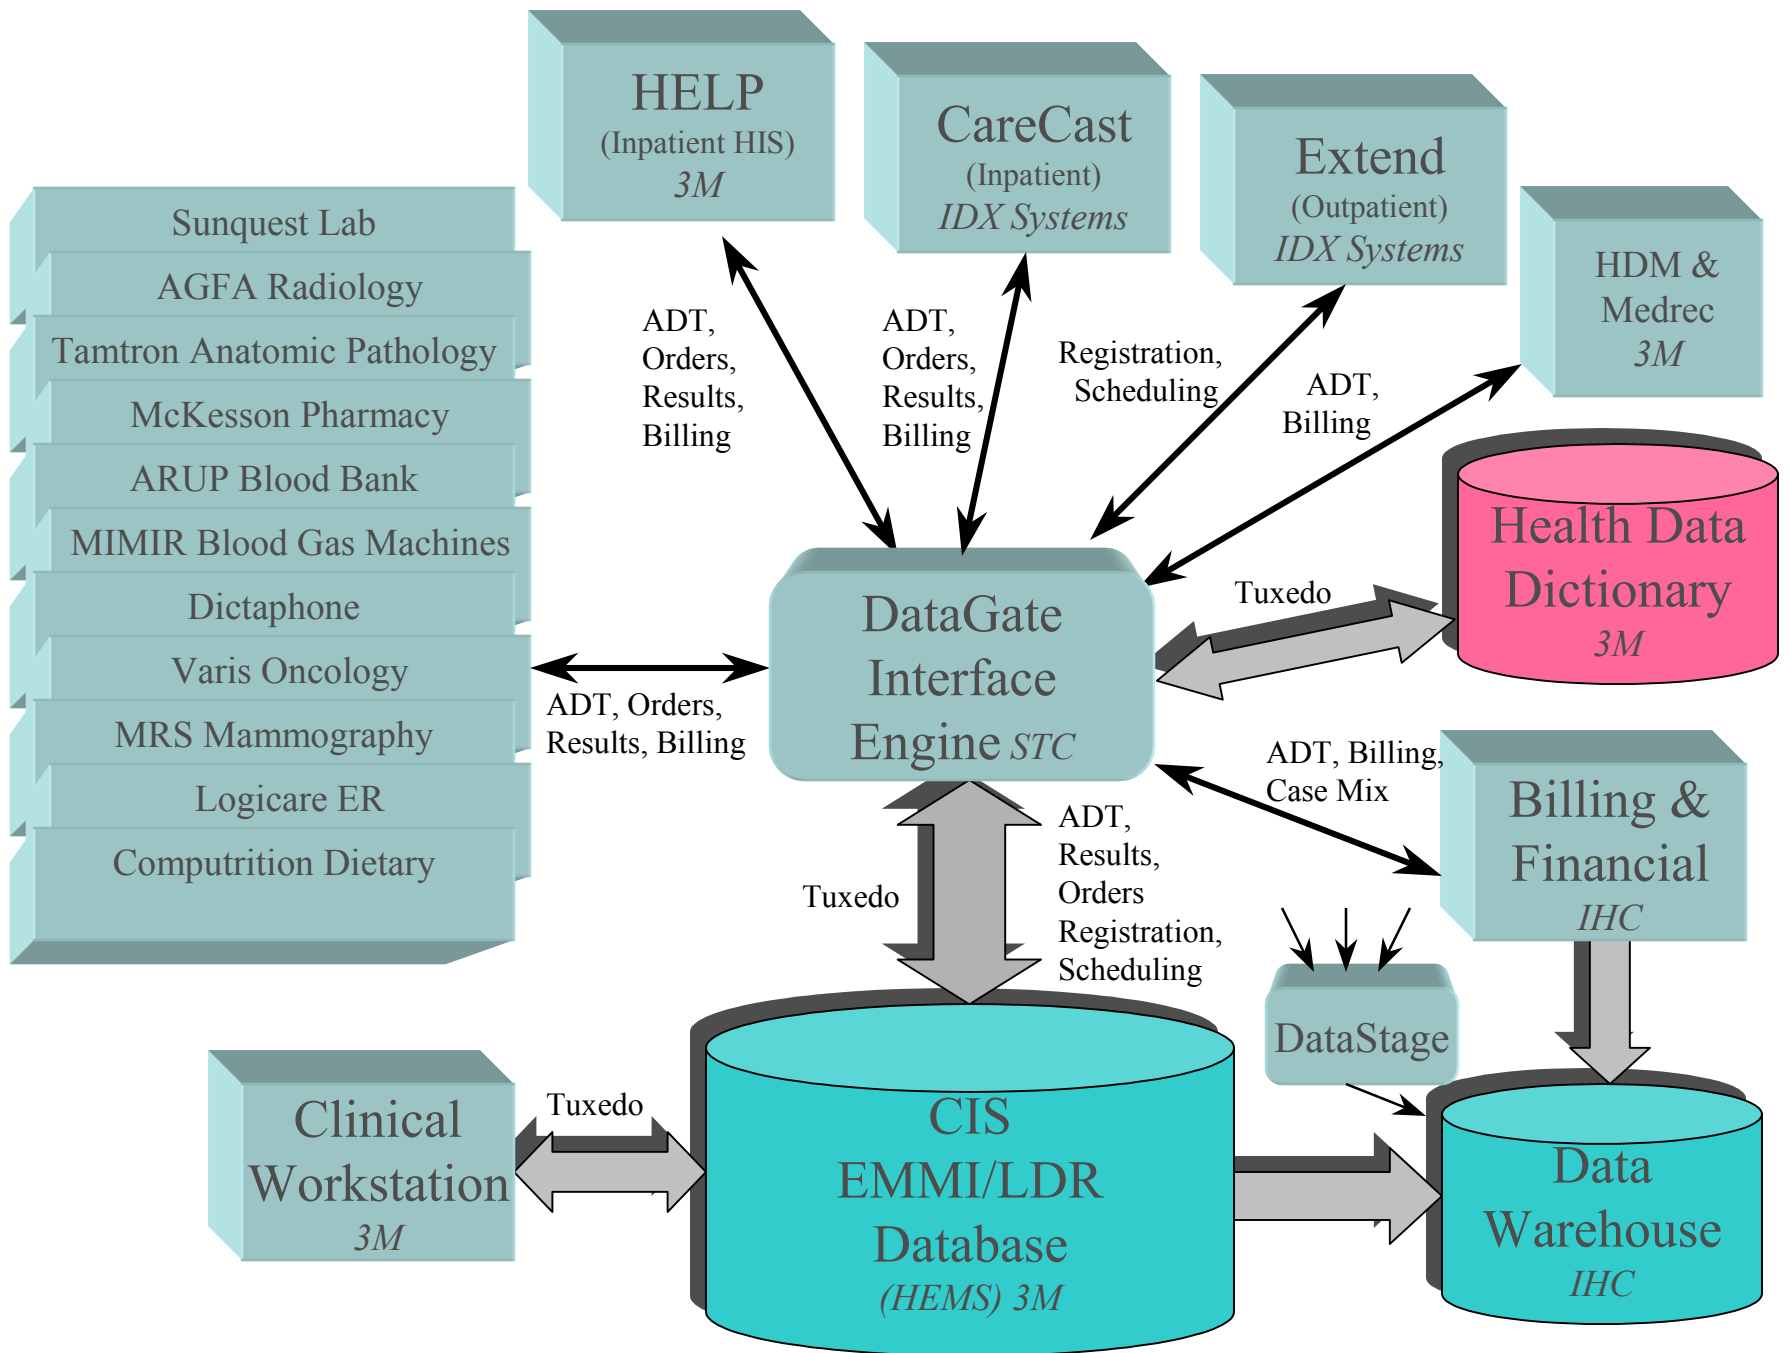 HELP
(Inpatient HIS)
3M
CareCast
(Inpatient)
IDX Systems
Extend
(Outpatient)
IDX Systems
HDM &
Medrec
3M
Sunquest Lab
AGFA Radiology
Tamtron Anatomic Pathology
McKesson Pharmacy
ARUP Blood Bank
MIMIR Blood Gas Machines
Dictaphone
Varis Oncology
MRS Mammography
Logicare ER
Computrition Dietary
ADT,
Orders,
Results,
Billing
ADT,
Orders,
Results,
Billing
Registration,
Scheduling
ADT,
Billing
Health Data
Dictionary
3M
Tuxedo
DataGate
Interface
Engine STC
ADT, Orders,
Results, Billing
ADT, Billing,
Case Mix
Billing &
Financial
IHC
Tuxedo
ADT,
Results,
Orders
Registration,
Scheduling
DataStage
Clinical
Workstation
3M
Tuxedo
CIS
EMMI/LDR
Database
(HEMS) 3M
Data
Warehouse
IHC